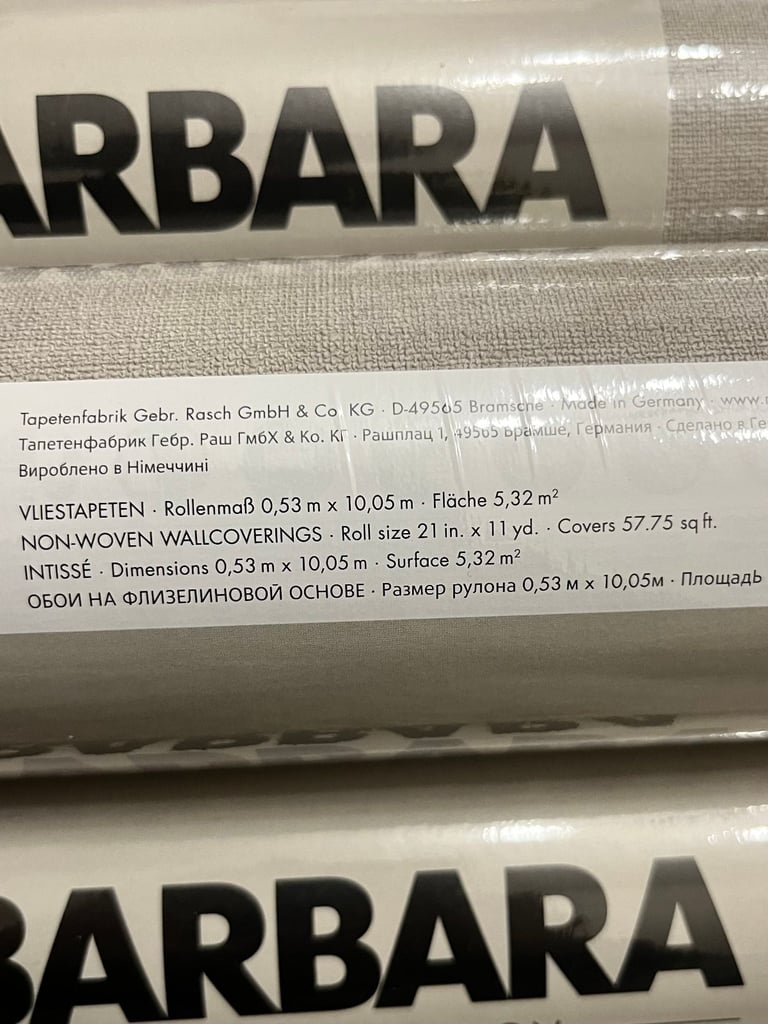 ARBARA
Tapetenfabrik Gebr. Rasch GmbH & Co. KG · D-49565 Bramsche · Made in Germany · www.r
Тапетенфабрик Гебр. Раш ГмбХ & Ко. КГ · Рашплац 1, 49565 Брамше, Германия · Сделано в Ге
Вироблено в Німеччині
VLIESTAPETEN · Rollenmaß 0,53 m x 10,05 m · Fläche 5,32 m²
NON-WOVEN WALLCOVERINGS · Roll size 21 in. x 11 yd. · Covers 57.75 sq ft.
INTISSÉ · Dimensions 0,53 m x 10,05 m · Surface 5,32 m²
ОБОИ НА ФЛИЗЕЛИНОВОЙ ОСНОВЕ · Размер рулона 0,53 м x 10,05м · Площадь
BARBARA